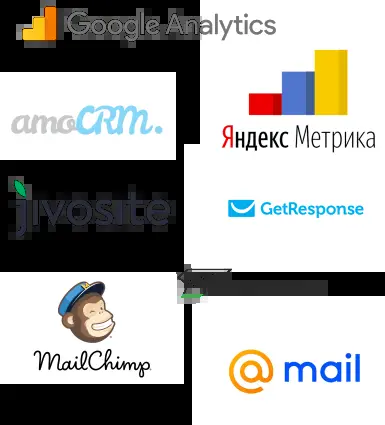 Google Analytics
amoCRM.
Яндекс Метрика
jivosite
GetResponse
MailChimp
@ mail